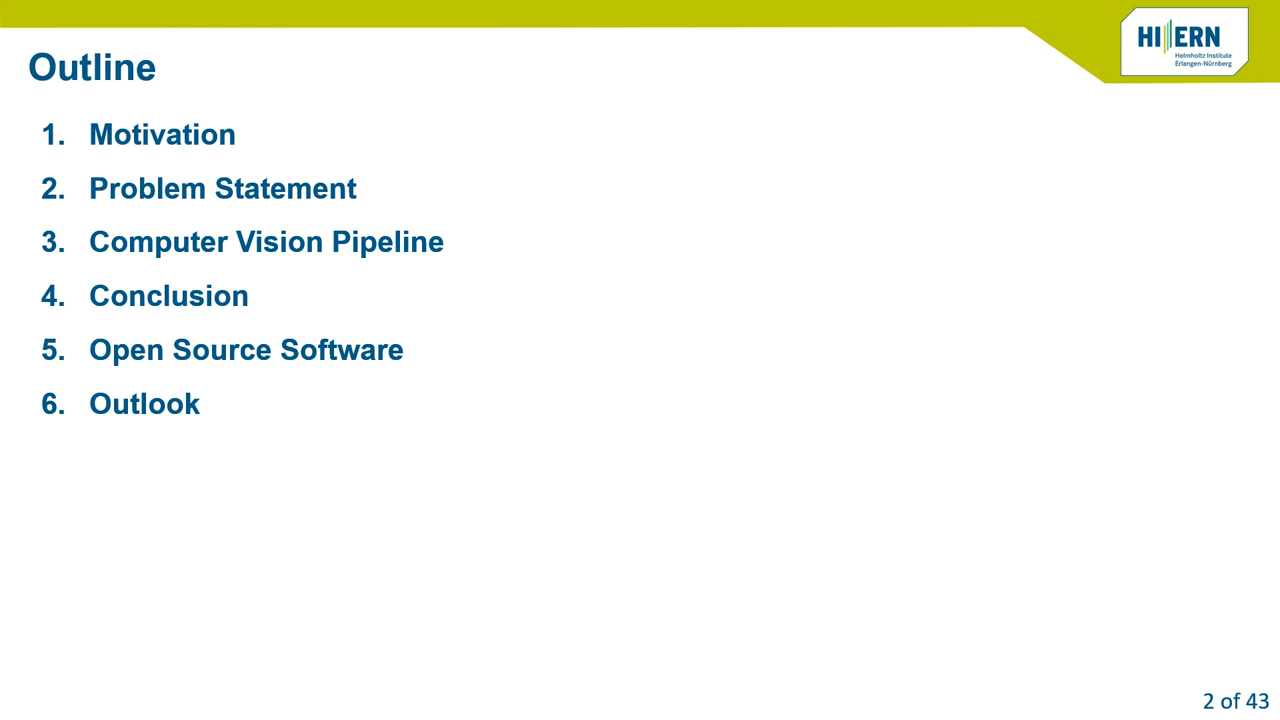 HI ERN
Helmholtz Institute
Erlangen-Nürnberg
Outline
1. Motivation
2. Problem Statement
3. Computer Vision Pipeline
4. Conclusion
5. Open Source Software
6. Outlook
2 of 43